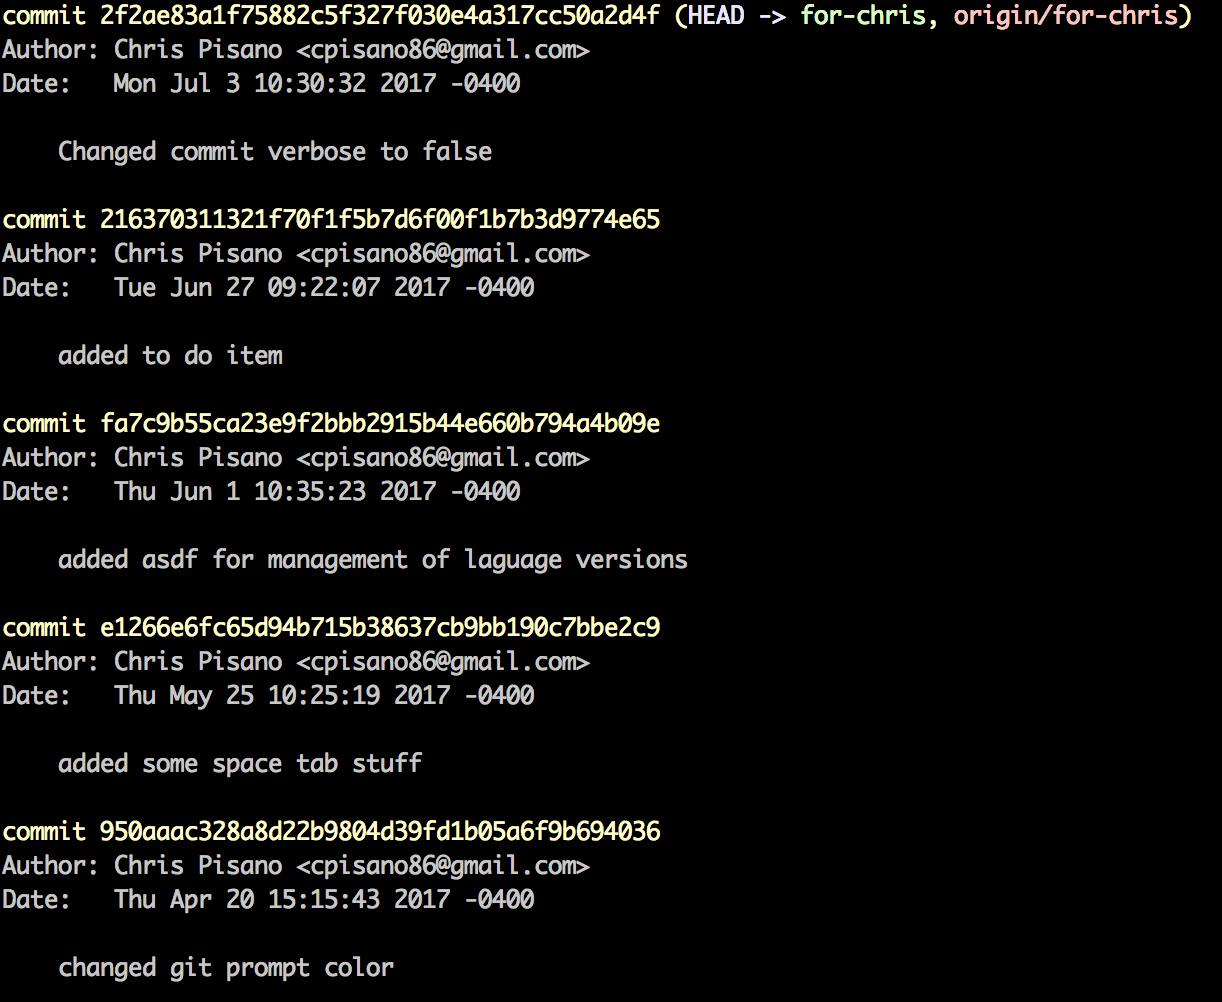 commit 2f2ae83a1f75882c5f327f030e4a317cc50a2d4f (HEAD -> for-chris, origin/for-chris)
Author: Chris Pisano <cpisano86@gmail.com>
Date:   Mon Jul 3 10:30:32 2017 -0400
Changed commit verbose to false
commit 216370311321f70f1f5b7d6f00f1b7b3d9774e65
Author: Chris Pisano <cpisano86@gmail.com>
Date:   Tue Jun 27 09:22:07 2017 -0400
added to do item
commit fa7c9b55ca23e9f2bbb2915b44e660b794a4b09e
Author: Chris Pisano <cpisano86@gmail.com>
Date:   Thu Jun 1 10:35:23 2017 -0400
added asdf for management of laguage versions
commit e1266e6fc65d94b715b38637cb9bb190c7bbe2c9
Author: Chris Pisano <cpisano86@gmail.com>
Date:   Thu May 25 10:25:19 2017 -0400
added some space tab stuff
commit 950aaac328a8d22b9804d39fd1b05a6f9b694036
Author: Chris Pisano <cpisano86@gmail.com>
Date:   Thu Apr 20 15:15:43 2017 -0400
changed git prompt color